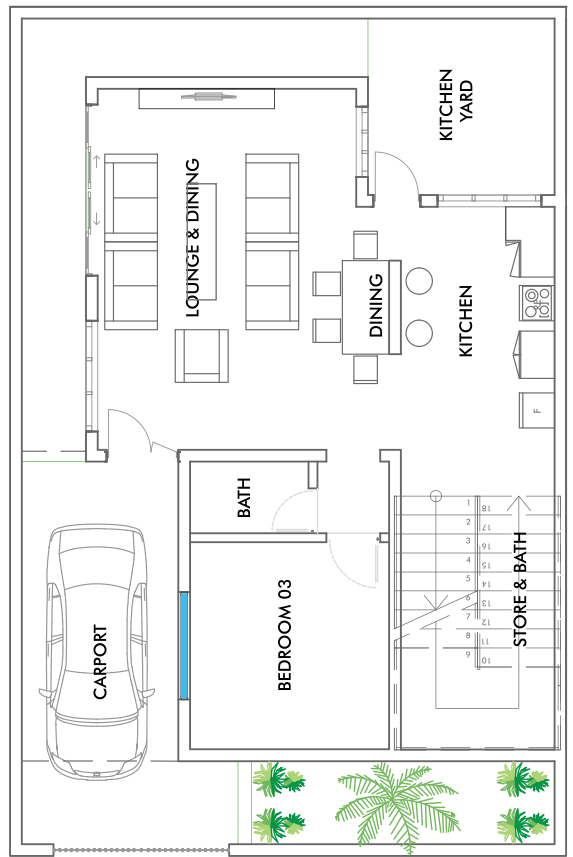 KITCHEN
YARD
LOUNGE & DINING
DINING
KITCHEN
F
BATH
1
2
3
4
5
6
7
8
9
18
17
16
15
14
13
12
11
10
STORE & BATH
BEDROOM 03
CARPORT